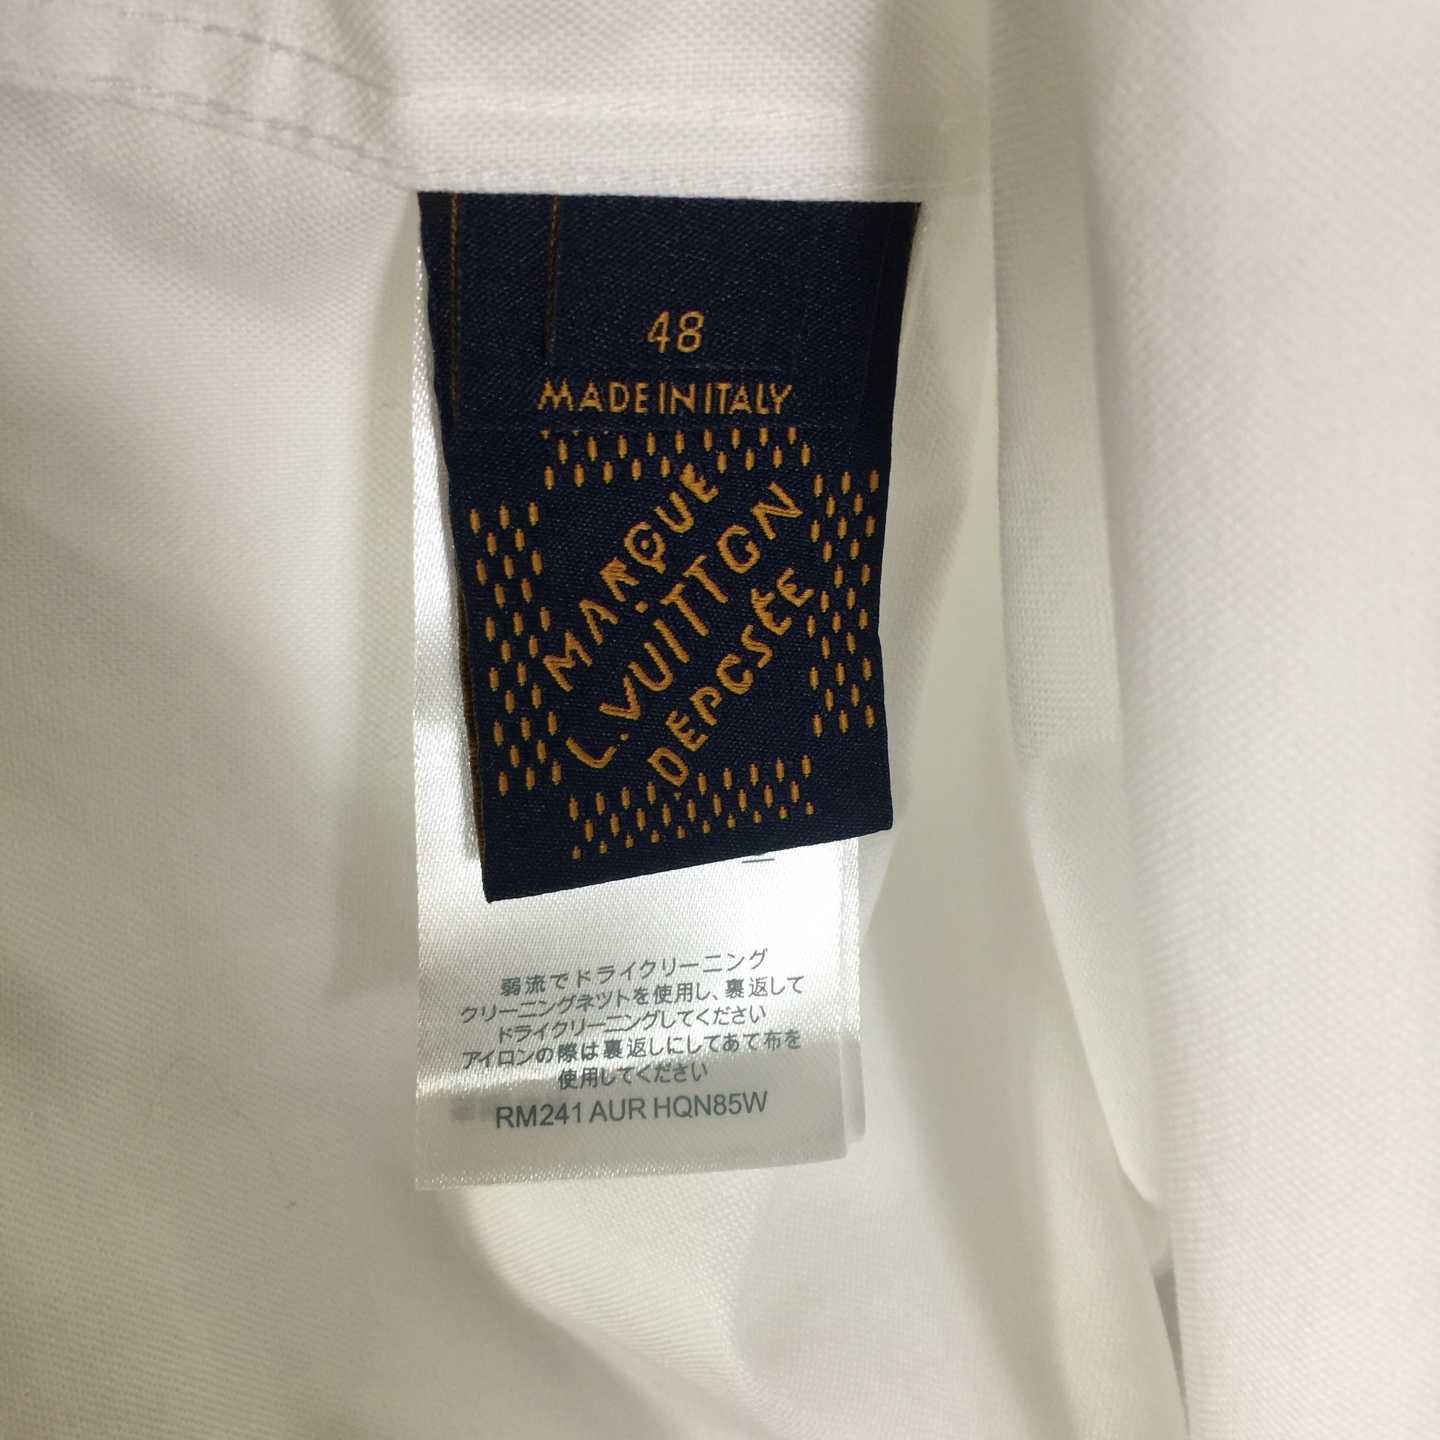 48
MADE IN ITALY
MARQUE
L.VUITTGN
DEPCSÉE
弱流でドライクリーニング
クリーニングネットを使用し、裏返して
ドライクリーニングしてください
アイロンの際は裏返しにしてあて布を
使用してください
RM241 AUR HQN85W